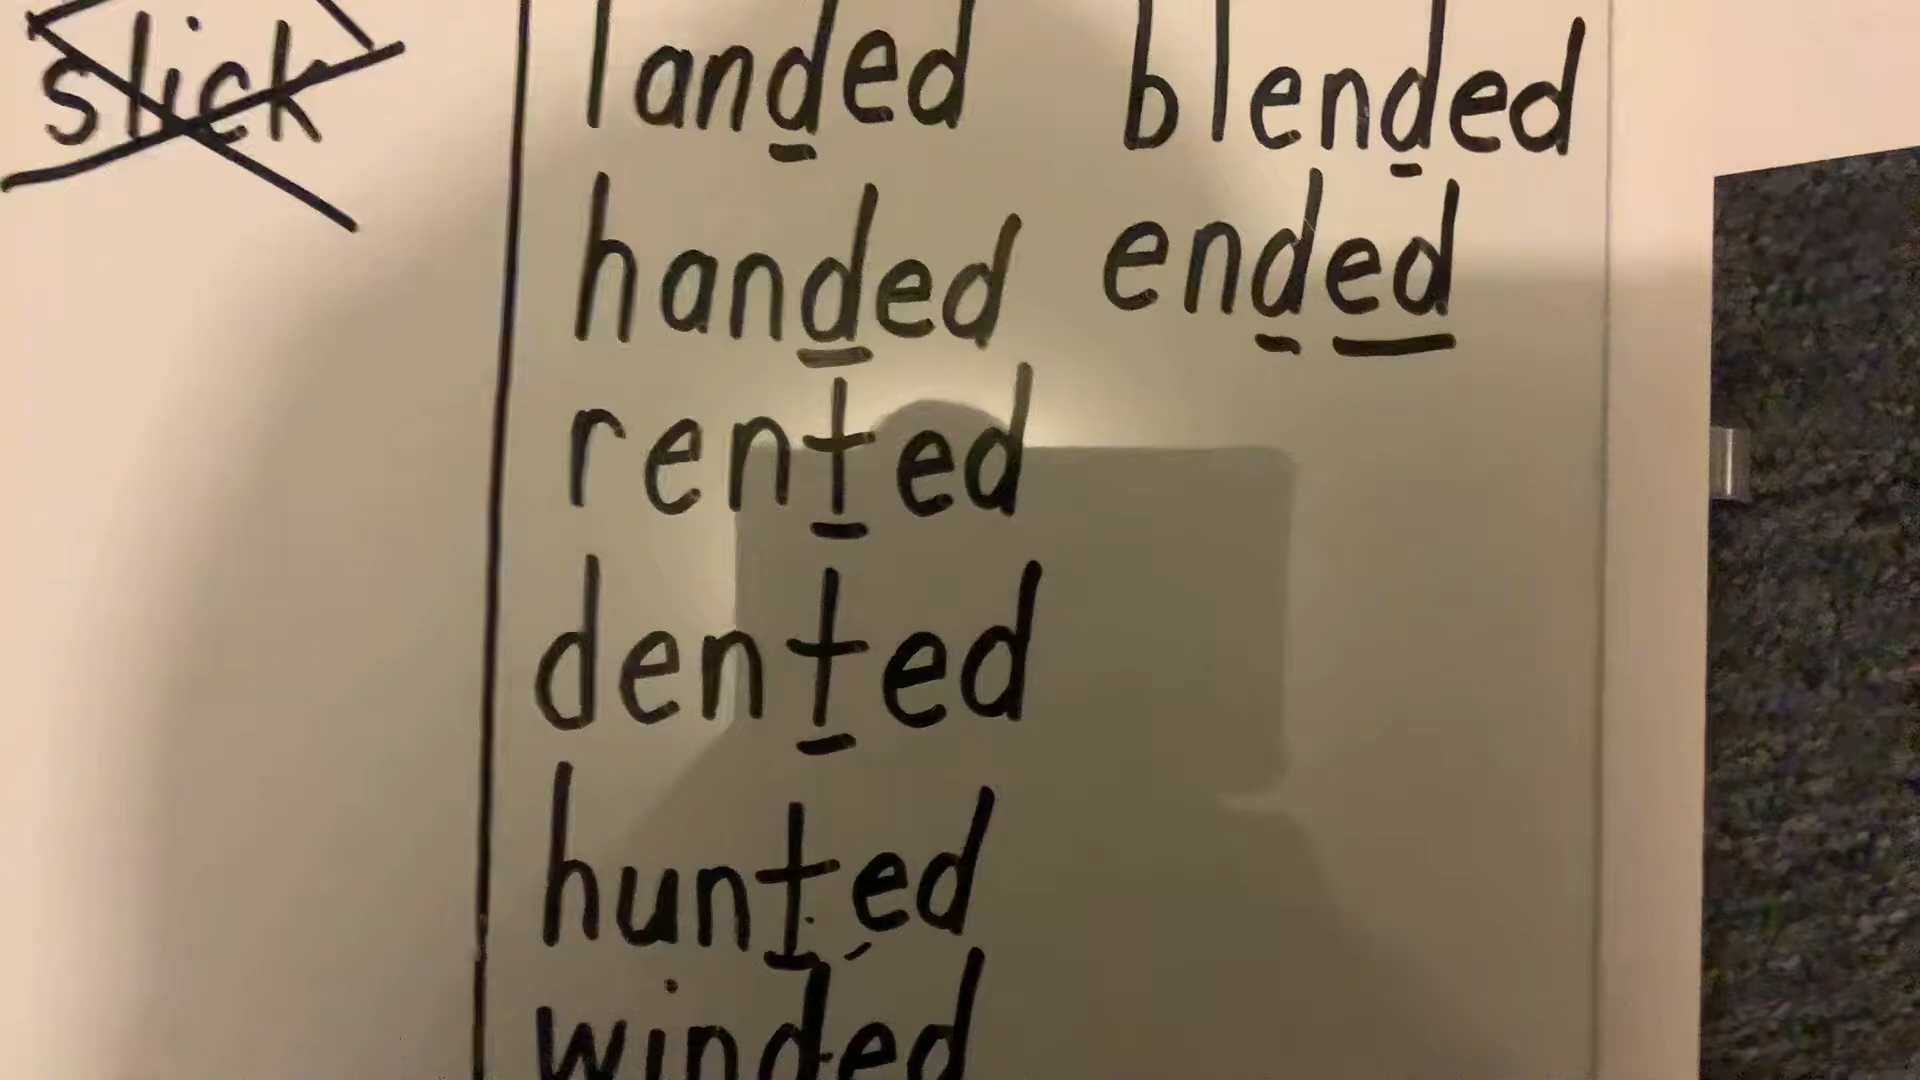 slick
landed blended
handed ended
rented
dented
hunted
winded